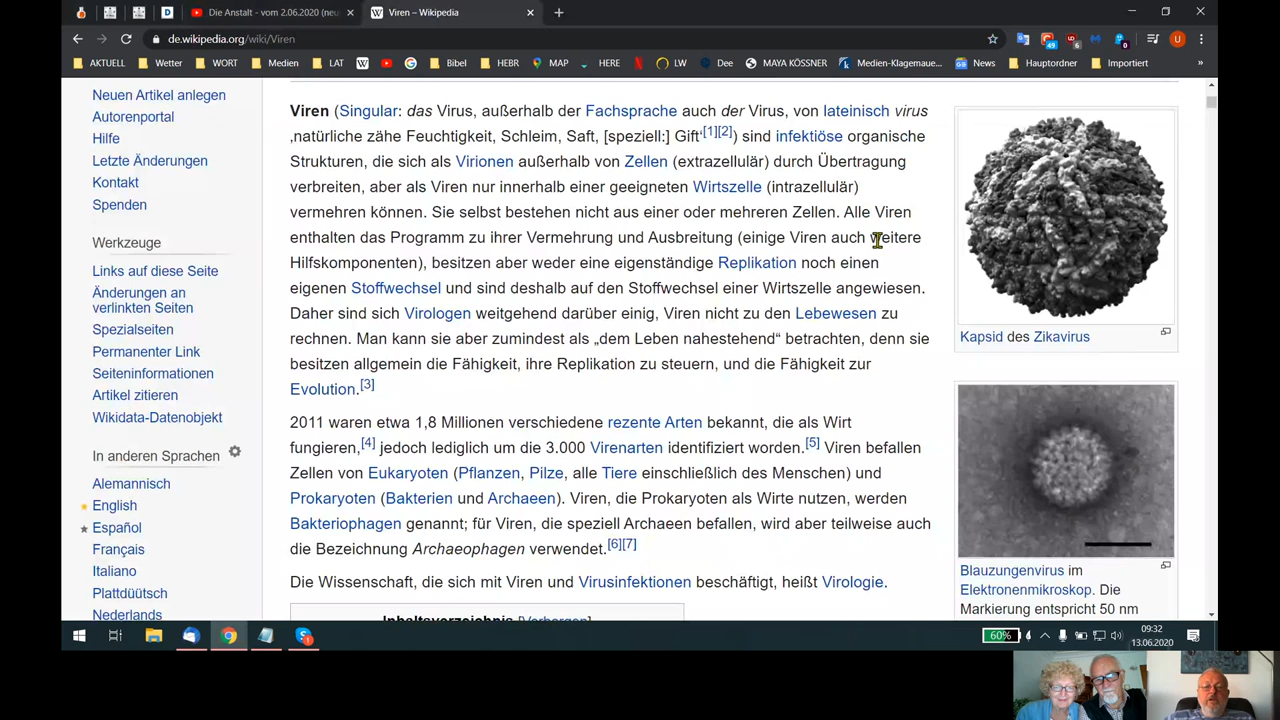 Die Anstalt - vom 2.06.2020 (neu
Viren – Wikipedia
de.wikipedia.org/wiki/Viren
49
6
0
U
AKTUELL
Wetter
WORT
Medien
LAT
Bibel
HEBR
MAP
HERE
LW
Dee
MAYA KÖSSNER
Medien-Klagemaue...
News
Hauptordner
Importiert
»
Neuen Artikel anlegen
Autorenportal
Hilfe
Letzte Änderungen
Kontakt
Spenden
Werkzeuge
Links auf diese Seite
Änderungen an
verlinkten Seiten
Spezialseiten
Permanenter Link
Seiteninformationen
Artikel zitieren
Wikidata-Datenobjekt
In anderen Sprachen
Alemannisch
English
Español
Français
Italiano
Plattdüütsch
Nederlands
Viren (Singular: das Virus, außerhalb der Fachsprache auch der Virus, von lateinisch virus
‚natürliche zähe Feuchtigkeit, Schleim, Saft, [speziell:] Gift‘[1][2]) sind infektiöse organische
Strukturen, die sich als Virionen außerhalb von Zellen (extrazellulär) durch Übertragung
verbreiten, aber als Viren nur innerhalb einer geeigneten Wirtszelle (intrazellulär)
vermehren können. Sie selbst bestehen nicht aus einer oder mehreren Zellen. Alle Viren
enthalten das Programm zu ihrer Vermehrung und Ausbreitung (einige Viren auch weitere
Hilfskomponenten), besitzen aber weder eine eigenständige Replikation noch einen
eigenen Stoffwechsel und sind deshalb auf den Stoffwechsel einer Wirtszelle angewiesen.
Daher sind sich Virologen weitgehend darüber einig, Viren nicht zu den Lebewesen zu
rechnen. Man kann sie aber zumindest als „dem Leben nahestehend“ betrachten, denn sie
besitzen allgemein die Fähigkeit, ihre Replikation zu steuern, und die Fähigkeit zur
Evolution.[3]
2011 waren etwa 1,8 Millionen verschiedene rezente Arten bekannt, die als Wirt
fungieren,[4] jedoch lediglich um die 3.000 Virenarten identifiziert worden.[5] Viren befallen
Zellen von Eukaryoten (Pflanzen, Pilze, alle Tiere einschließlich des Menschen) und
Prokaryoten (Bakterien und Archaeen). Viren, die Prokaryoten als Wirte nutzen, werden
Bakteriophagen genannt; für Viren, die speziell Archaeen befallen, wird aber teilweise auch
die Bezeichnung Archaeophagen verwendet.[6][7]
Die Wissenschaft, die sich mit Viren und Virusinfektionen beschäftigt, heißt Virologie.
Inhaltsverzeichnis [Verbergen]
Kapsid des Zikavirus
Blauzungenvirus im
Elektronenmikroskop. Die
Markierung entspricht 50 nm
60%
09:32
13.06.2020